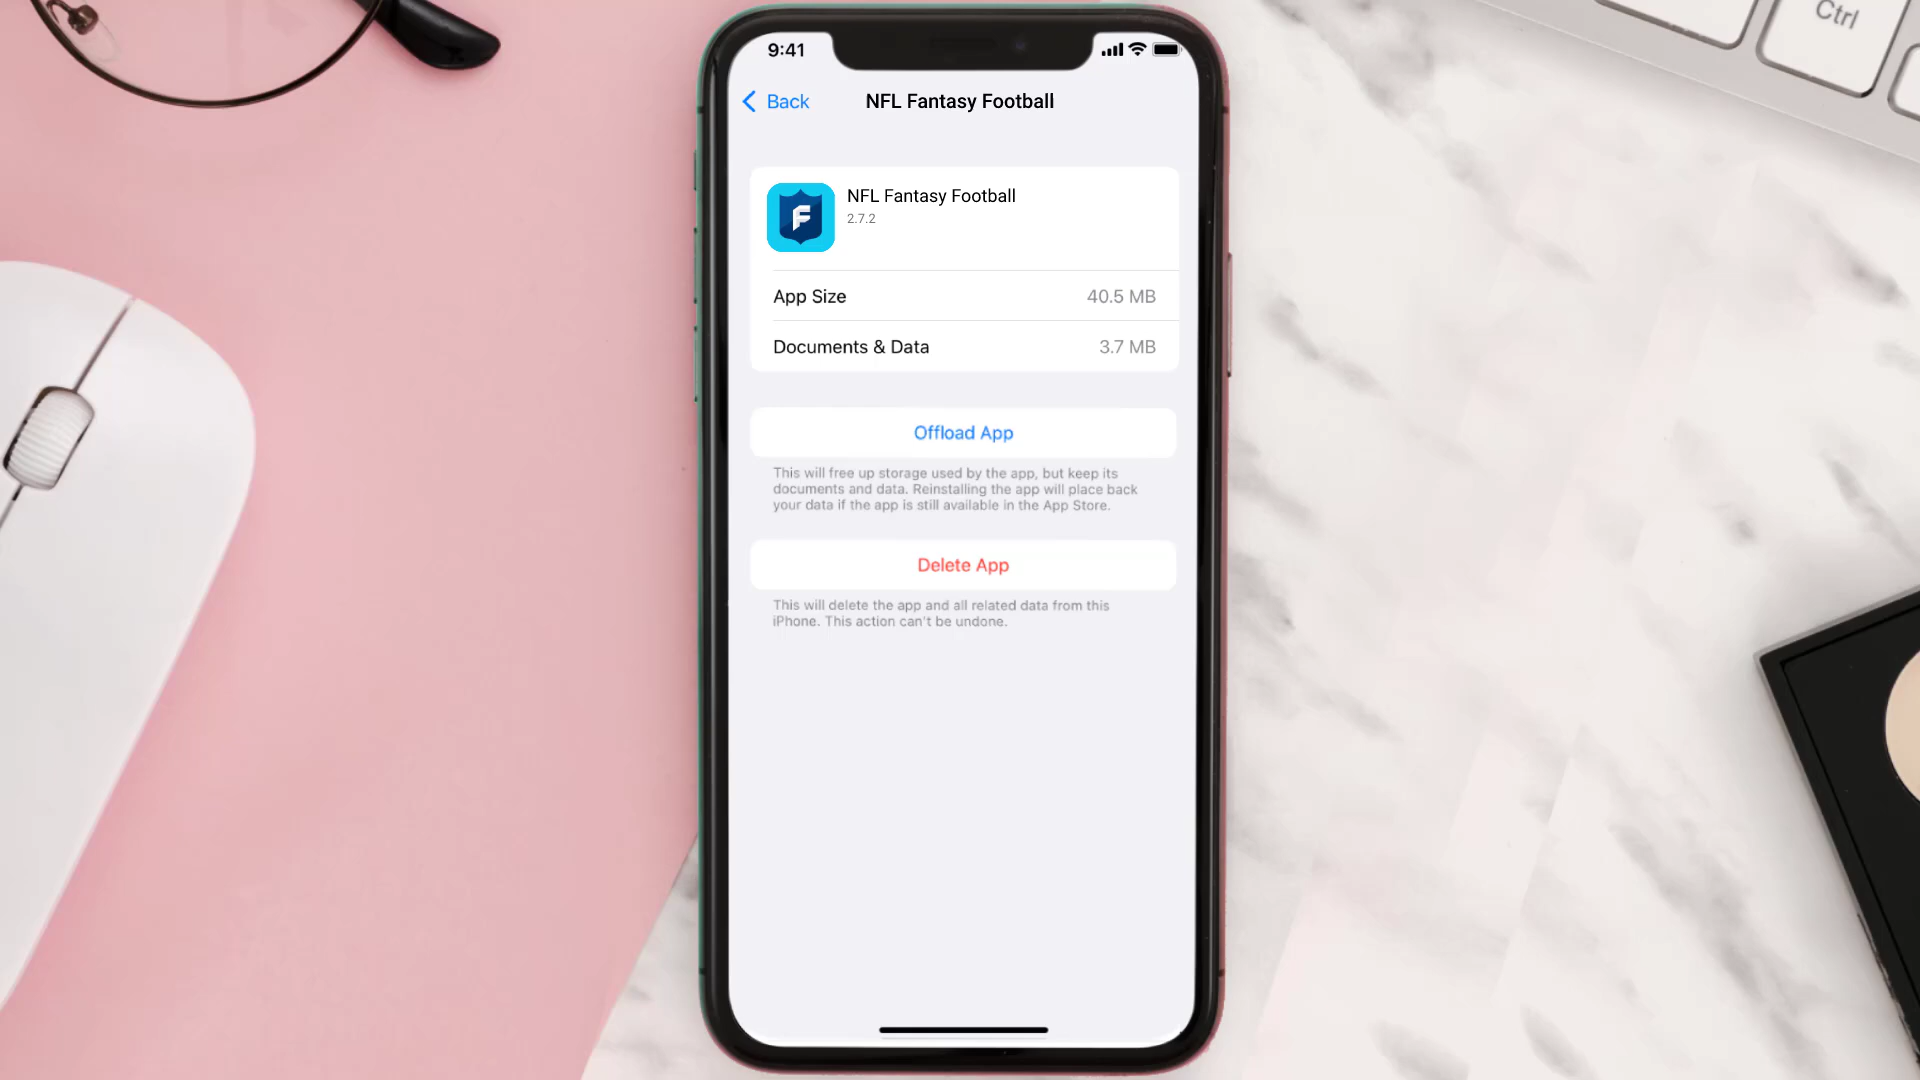 Ctrl
9:41
Back
NFL Fantasy Football
F
NFL Fantasy Football
2.7.2
App Size 40.5 MB
Documents & Data 3.7 MB
Offload App
This will free up storage used by the app, but keep its
documents and data. Reinstalling the app will place back
your data if the app is still available in the App Store.
Delete App
This will delete the app and all related data from this
iPhone. This action can't be undone.